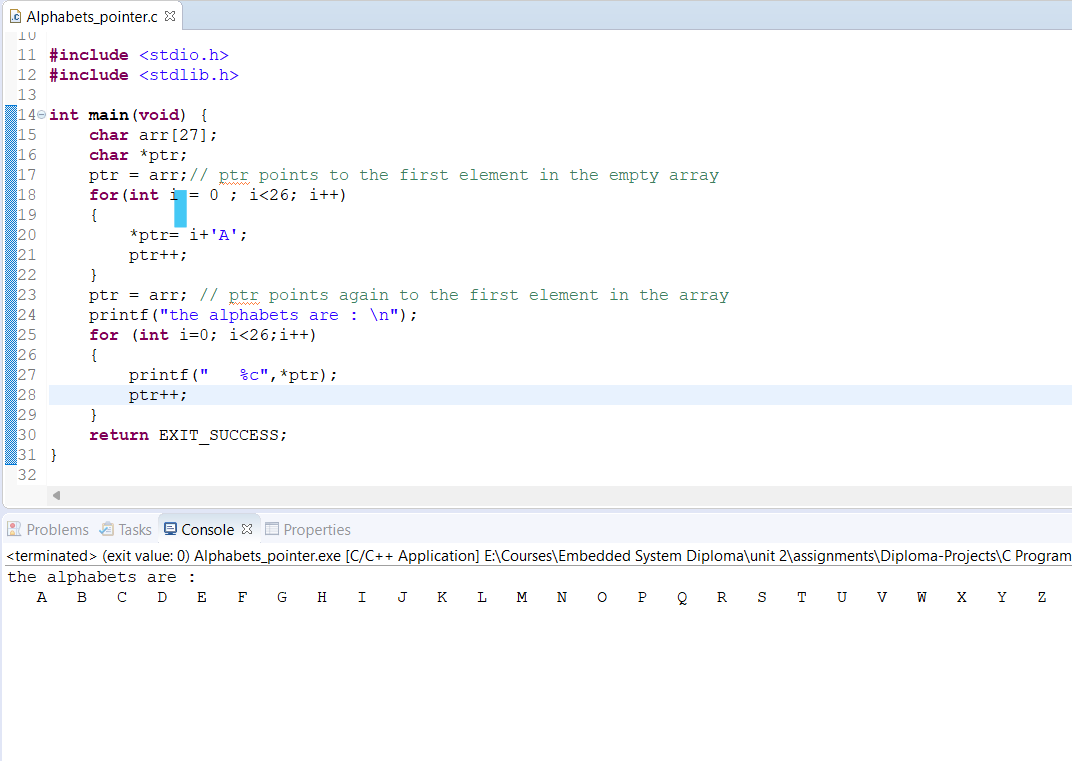 Alphabets_pointer.c
10
11 #include <stdio.h>
12 #include <stdlib.h>
13
14 int main(void) {
15     char arr[27];
16     char *ptr;
17     ptr = arr;// ptr points to the first element in the empty array
18     for(int i = 0 ; i<26; i++)
19     {
20         *ptr= i+'A';
21         ptr++;
22     }
23     ptr = arr; // ptr points again to the first element in the array
24     printf("the alphabets are : \n");
25     for (int i=0; i<26;i++)
26     {
27         printf("   %c",*ptr);
28         ptr++;
29     }
30     return EXIT_SUCCESS;
31 }
32
Problems Tasks Console Properties
<terminated> (exit value: 0) Alphabets_pointer.exe [C/C++ Application] E:\Courses\Embedded System Diploma\unit 2\assignments\Diploma-Projects\C Program
the alphabets are :
   A   B   C   D   E   F   G   H   I   J   K   L   M   N   O   P   Q   R   S   T   U   V   W   X   Y   Z